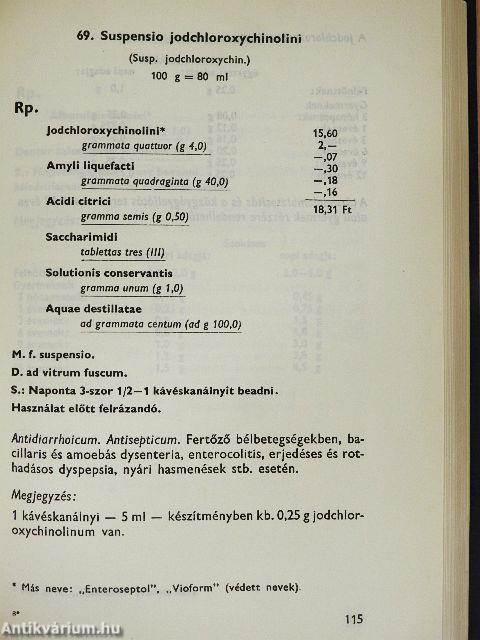 69. Suspensio jodchloroxychinolini
(Susp. jodchloroxychin.)
100 g = 80 ml
Rp.
Jodchloroxychinolini* 15,60
grammata quattuor (g 4,0) 2,—
Amyli liquefacti —,07
—,30
grammata quadraginta (g 40,0) —,18
—,16
Acidi citrici 18,31 Ft
gramma semis (g 0,50)
Saccharimidi
tablettas tres (III)
Solutionis conservantis
gramma unum (g 1,0)
Aquae destillatae
ad grammata centum (ad g 100,0)
M. f. suspensio.
D. ad vitrum fuscum.
S.: Naponta 3-szor 1/2—1 kávéskanálnyit beadni.
Használat előtt felrázandó.
Antidiarrhoicum. Antisepticum. Fertőző bélbetegségekben, ba-
cillaris és amoebás dysenteria, enterocolitis, erjedéses és rot-
hadásos dyspepsia, nyári hasmenések stb. esetén.
Megjegyzés:
1 kávéskanálnyi — 5 ml — készítményben kb. 0,25 g jodchlor-
oxychinolinum van.
* Más neve: „Enteroseptol", „Vioform" (védett nevek).
8*
115
Antikvárium.hu